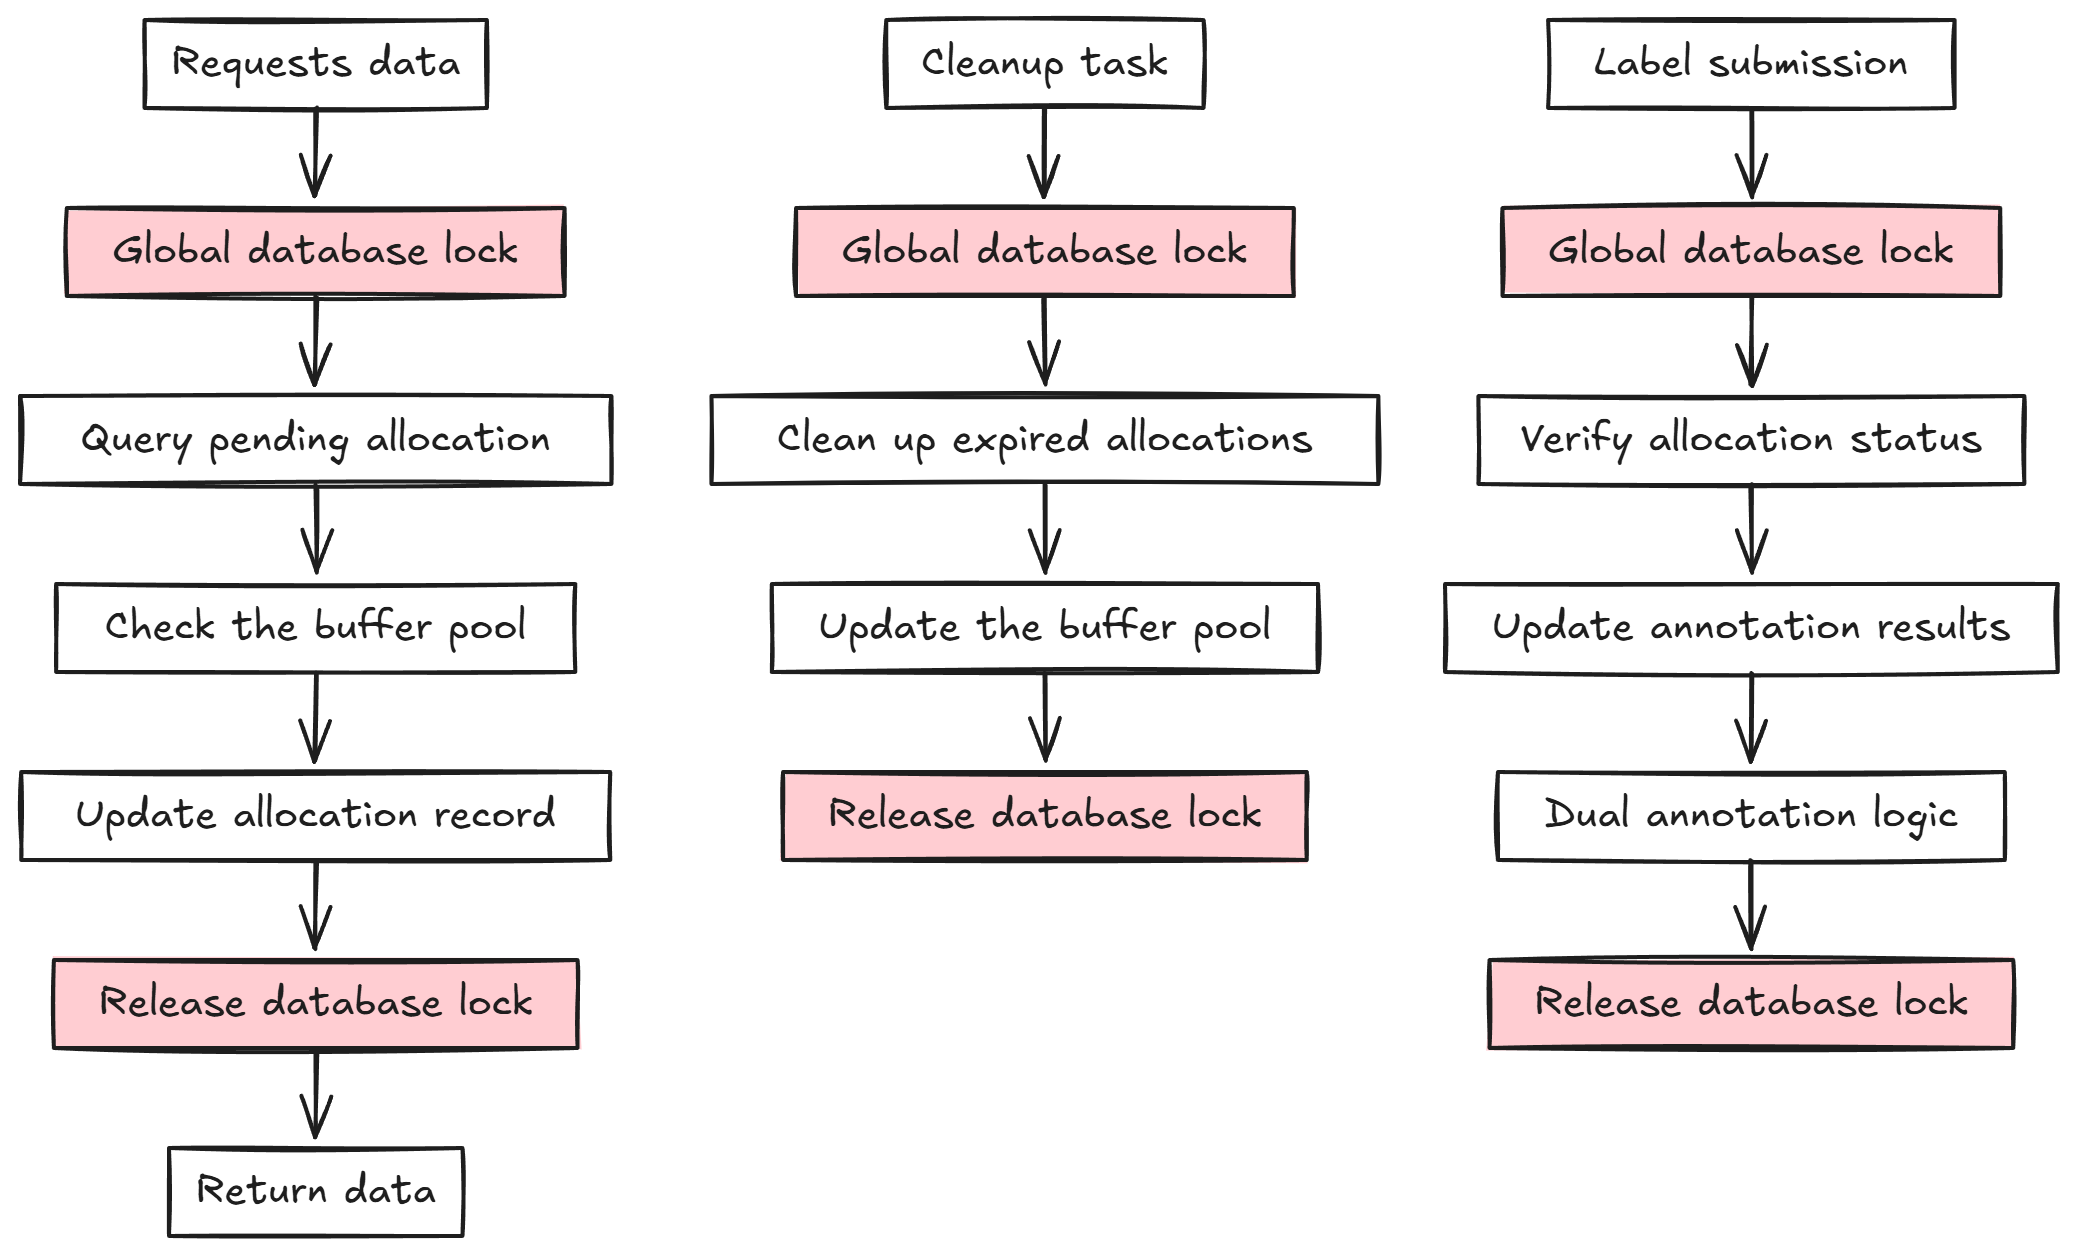 Requests data
Global database lock
Query pending allocation
Check the buffer pool
Update allocation record
Release database lock
Return data
Cleanup task
Global database lock
Clean up expired allocations
Update the buffer pool
Release database lock
Label submission
Global database lock
Verify allocation status
Update annotation results
Dual annotation logic
Release database lock